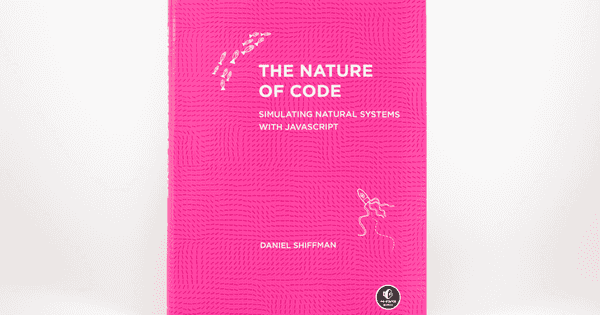 THE NATURE
OF CODE
SIMULATING NATURAL SYSTEMS
WITH JAVASCRIPT
DANIEL SHIFFMAN